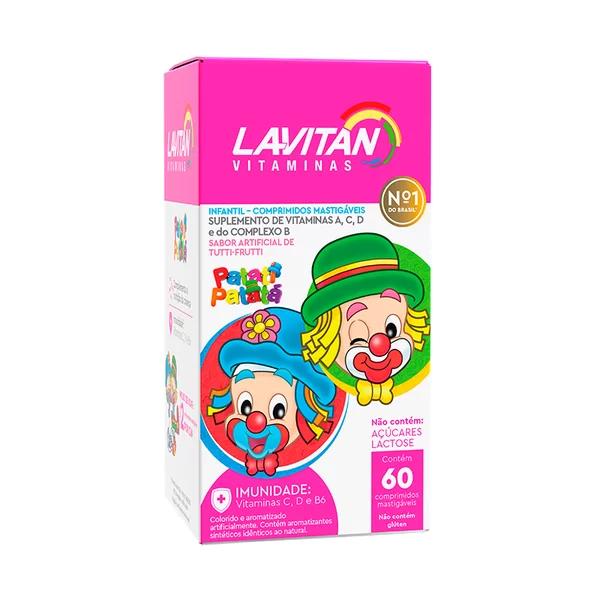 LAVITAN
VITAMINAS
Nº1
DO BRASIL*
INFANTIL – COMPRIMIDOS MASTIGÁVEIS
SUPLEMENTO DE VITAMINAS A, C, D
e do COMPLEXO B
SABOR ARTIFICIAL DE
TUTTI-FRUTTI
Patati
Patatá
Não contém:
AÇÚCARES
LACTOSE
Contém
60
comprimidos
mastigáveis
Não contém
glúten
IMUNIDADE:
Vitaminas C, D e B6
Colorido e aromatizado
artificialmente. Contém aromatizantes
sintéticos idênticos ao natural.